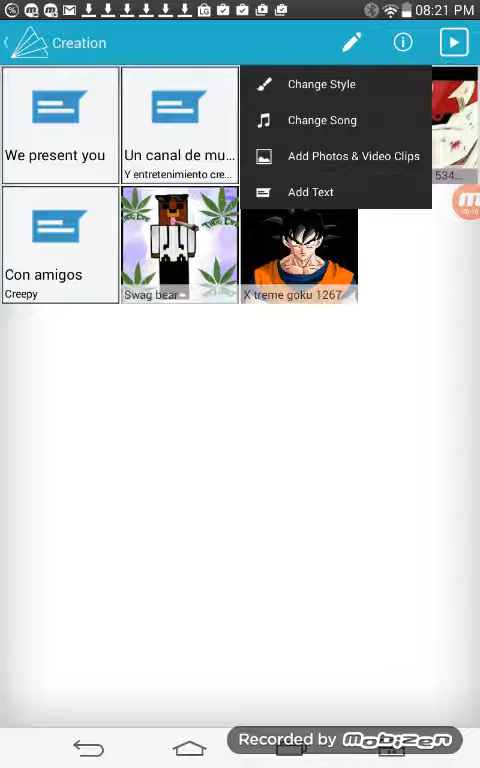 08:21 PM
Creation
We present you
Un canal de mu...
Y entretenimiento cre...
Change Style
Change Song
Add Photos & Video Clips
Add Text
534...
Con amigos
Creepy
Swag bear
X treme goku 1267
Recorded by mobizen